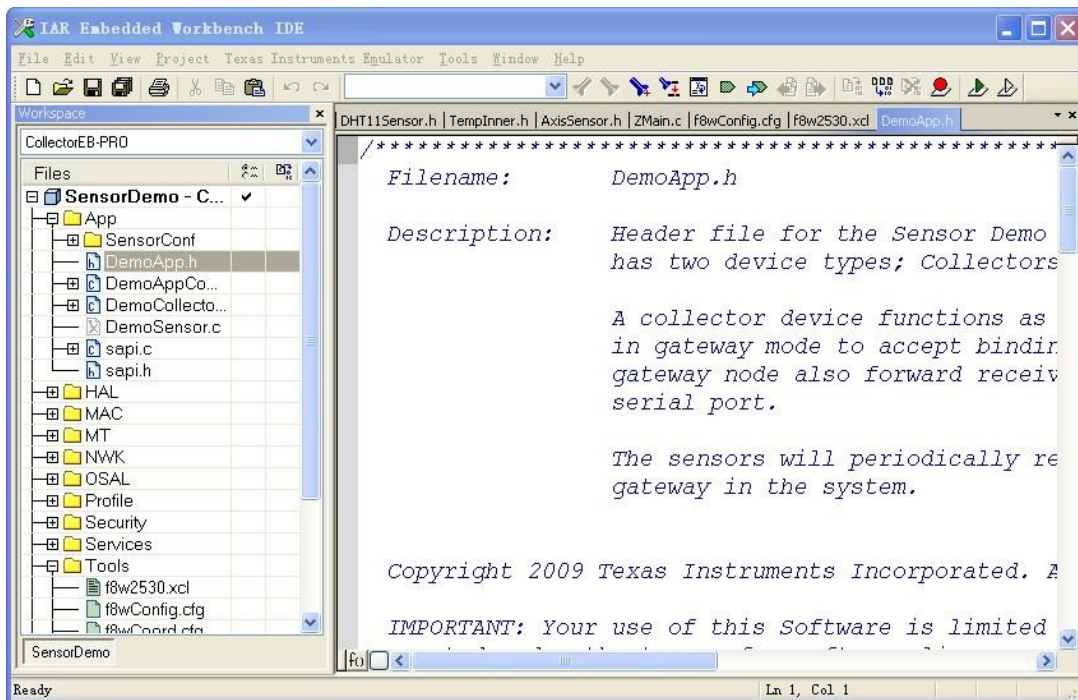 IAR Embedded Workbench IDE
File Edit View Project Texas Instruments Emulator Tools Window Help
Workspace
CollectorEB-PRO
Files
SensorDemo - C...
App
SensorConf
DemoApp.h
DemoAppCo...
DemoCollecto...
DemoSensor.c
sapi.c
sapi.h
HAL
MAC
MT
NWK
OSAL
Profile
Security
Services
Tools
f8w2530.xcl
f8wConfig.cfg
f8wCoord.cfg
SensorDemo
DHT11Sensor.h | TempInner.h | AxisSensor.h | ZMain.c | f8wConfig.cfg | f8w2530.xcl DemoApp.h
/**************************************************
Filename: DemoApp.h
Description: Header file for the Sensor Demo
has two device types; Collectors
A collector device functions as
in gateway mode to accept bindin
gateway node also forward receiv
serial port.
The sensors will periodically re
gateway in the system.
Copyright 2009 Texas Instruments Incorporated. A
IMPORTANT: Your use of this Software is limited
fo
Ready Ln 1, Col 1